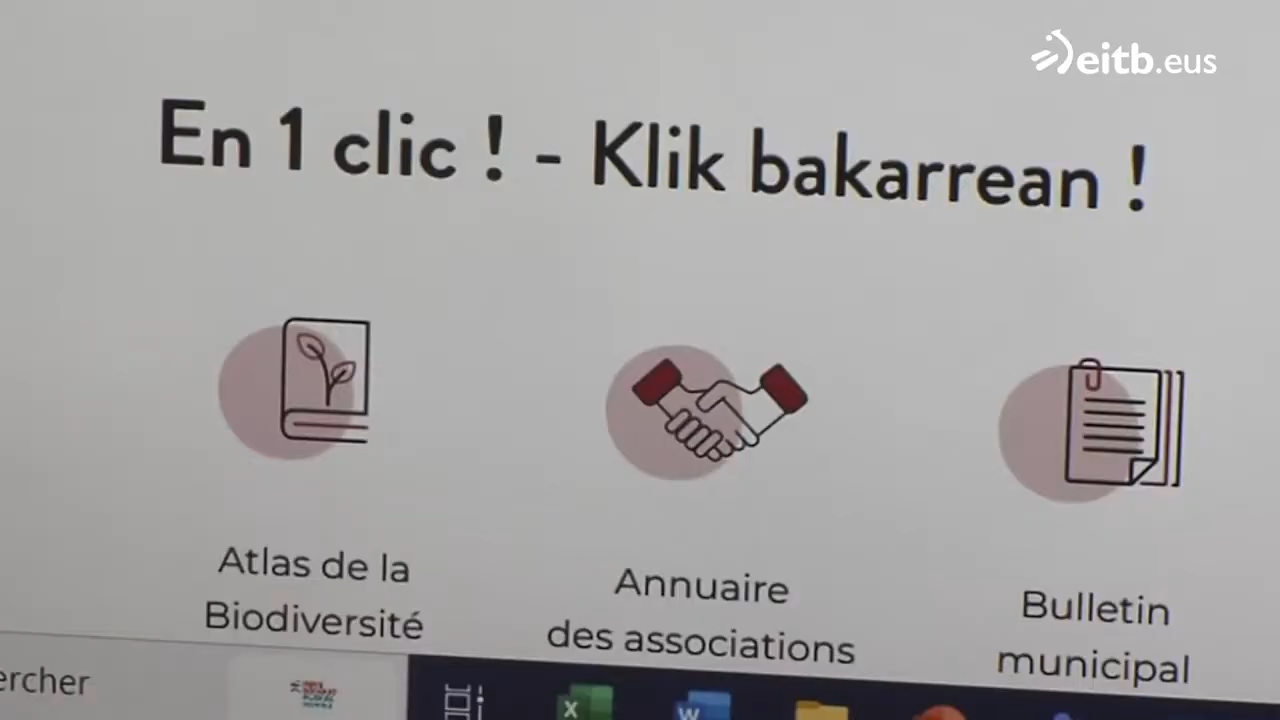 eitb.eus
En 1 clic ! - Klik bakarrean !
Atlas de la
Biodiversité
Annuaire
des associations
Bulletin
municipal
ercher
X
W